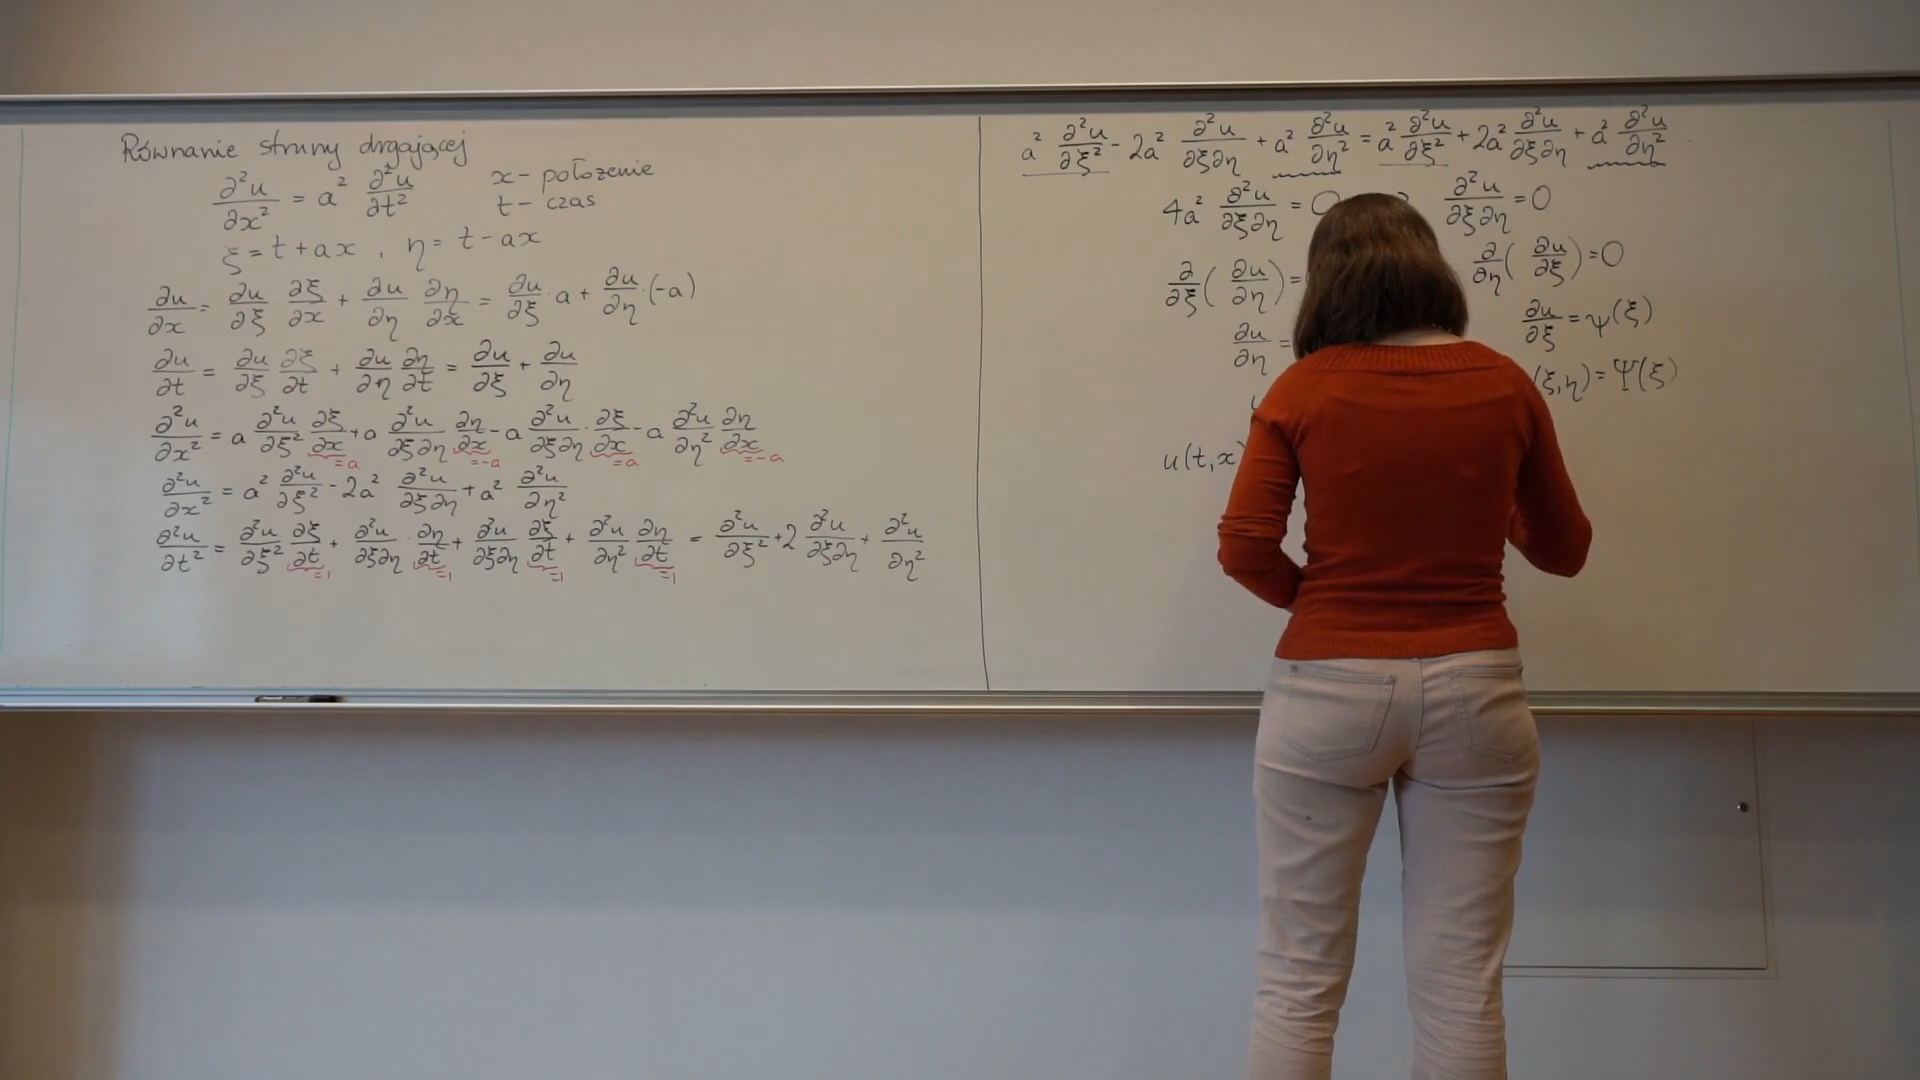 Równanie struny drgającej
∂²u/∂x² = a² ∂²u/∂t²
x – położenie
t – czas
ξ = t + ax , η = t – ax
∂u/∂x = ∂u/∂ξ · ∂ξ/∂x + ∂u/∂η ∂η/∂x = ∂u/∂ξ · a + ∂u/∂η · (–a)
∂u/∂t = ∂u/∂ξ ∂ξ/∂t + ∂u/∂η ∂η/∂t = ∂u/∂ξ + ∂u/∂η
∂²u/∂x² = a ∂²u/∂ξ² ∂ξ/∂x + a ∂²u/∂ξ∂η ∂η/∂x – a ∂²u/∂ξ∂η · ∂ξ/∂x – a ∂²u/∂η² ∂η/∂x
=a =-a =a =-a
∂²u/∂x² = a² ∂²u/∂ξ² – 2a² ∂²u/∂ξ∂η + a² ∂²u/∂η²
∂²u/∂t² = ∂²u/∂ξ² ∂ξ/∂t + ∂²u/∂ξ∂η · ∂η/∂t + ∂²u/∂ξ∂η ∂ξ/∂t + ∂²u/∂η² ∂η/∂t = ∂²u/∂ξ² + 2 ∂²u/∂ξ∂η + ∂²u/∂η²
=1 =1 =1 =1
a² ∂²u/∂ξ² – 2a² ∂²u/∂ξ∂η + a² ∂²u/∂η² = a² ∂²u/∂ξ² + 2a² ∂²u/∂ξ∂η + a² ∂²u/∂η²
4a² ∂²u/∂ξ∂η = 0
∂²u/∂ξ∂η = 0
∂/∂ξ ( ∂u/∂η ) =
∂/∂η ( ∂u/∂ξ ) = 0
∂u/∂η =
∂u/∂ξ = ψ(ξ)
(ξ,η) = Ψ(ξ)
u(t,x)